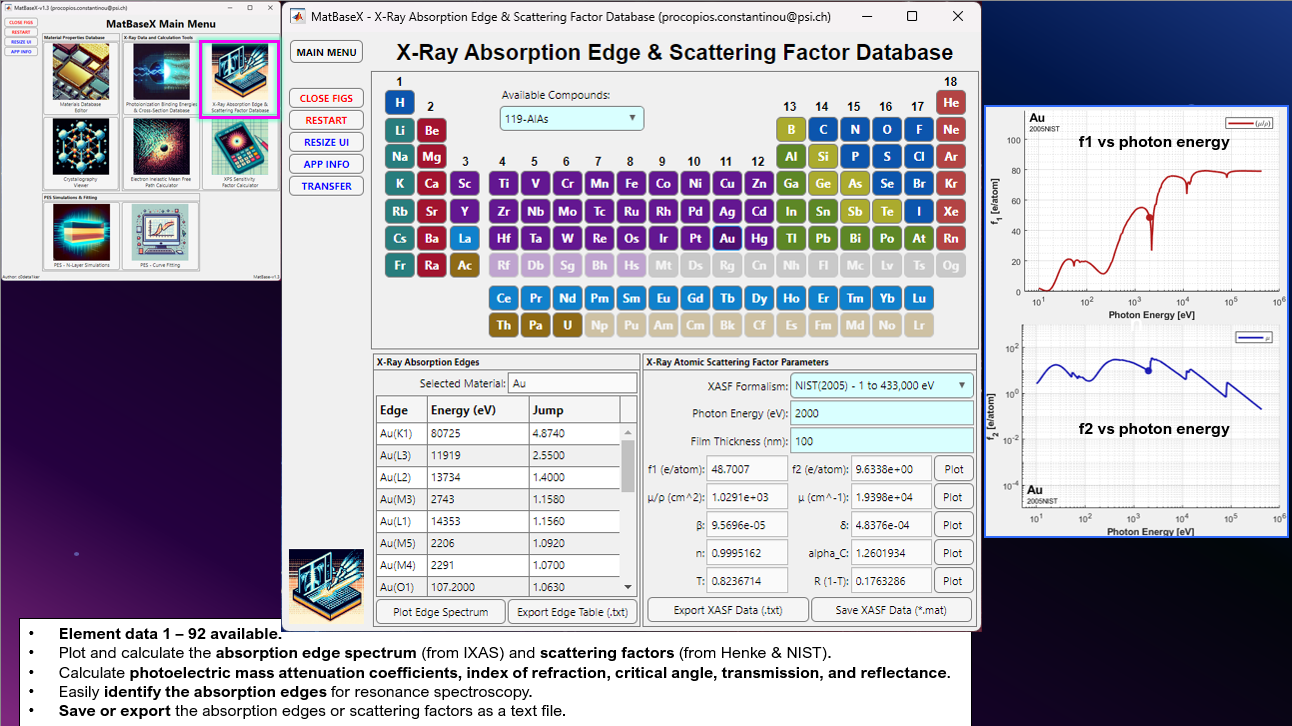 MatBaseX-v1.3 (procopios.constantinou@psi.ch)
MatBaseX Main Menu
CLOSE FIGS
RESTART
RESIZE UI
APP INFO
Material Properties Database
X-Ray Data and Calculation Tools
Materials Database
Editor
Photoionization Binding Energies
& Cross-Section Database
X-Ray Absorption Edge &
Scattering Factor Database
Crystallography
Viewer
Electron Inelastic Mean Free
Path Calculator
XPS Sensitivity
Factor Calculator
PES Simulations & Fitting
PES - N-Layer Simulations
PES - Curve Fitting
MatBase-v1.3
MatBaseX - X-Ray Absorption Edge & Scattering Factor Database (procopios.constantinou@psi.ch)
MAIN MENU
X-Ray Absorption Edge & Scattering Factor Database
CLOSE FIGS
RESTART
RESIZE UI
APP INFO
TRANSFER
Available Compounds:
119-AlAs
1 18
H He
2 13 14 15 16 17
Li Be B C N O F Ne
Na Mg Al Si P S Cl Ar
3 4 5 6 7 8 9 10 11 12
K Ca Sc Ti V Cr Mn Fe Co Ni Cu Zn Ga Ge As Se Br Kr
Rb Sr Y Zr Nb Mo Tc Ru Rh Pd Ag Cd In Sn Sb Te I Xe
Cs Ba La Hf Ta W Re Os Ir Pt Au Hg Tl Pb Bi Po At Rn
Fr Ra Ac Rf Db Sg Bh Hs Mt Ds Rg Cn Nh Fl Mc Lv Ts Og
Ce Pr Nd Pm Sm Eu Gd Tb Dy Ho Er Tm Yb Lu
Th Pa U Np Pu Am Cm Bk Cf Es Fm Md No Lr
X-Ray Absorption Edges
Selected Material: Au
Edge Energy (eV) Jump
Au(K1) 80725 4.8740
Au(L3) 11919 2.5500
Au(L2) 13734 1.4000
Au(M3) 2743 1.1580
Au(L1) 14353 1.1560
Au(M5) 2206 1.0920
Au(M4) 2291 1.0700
Au(O1) 107.2000 1.0630
Plot Edge Spectrum
Export Edge Table (.txt)
X-Ray Atomic Scattering Factor Parameters
XASF Formalism: NIST(2005) - 1 to 433,000 eV
Photon Energy (eV): 2000
Film Thickness (nm): 100
f1 (e/atom): 48.7007 f2 (e/atom): 9.6338e+00 Plot
μ/ρ (cm^2): 1.0291e+03 μ (cm^-1): 1.9398e+04 Plot
β: 9.5696e-05 δ: 4.8376e-04 Plot
n: 0.9995162 alpha_C: 1.2601934 Plot
T: 0.8236714 R (1-T): 0.1763286 Plot
Export XASF Data (.txt)
Save XASF Data (*.mat)
Au
2005NIST
(μ/ρ)
f1 vs photon energy
f1 [e/atom]
100
80
60
40
20
0
10^1 10^2 10^3 10^4 10^5 10^6
Photon Energy [eV]
μ
f2 vs photon energy
f2 [e/atom]
10^2
10^0
10^-2
10^-4
Au
2005NIST
10^1 10^2 10^3 10^4 10^5 10^6
Photon Energy [eV]
• Element data 1 – 92 available.
• Plot and calculate the absorption edge spectrum (from IXAS) and scattering factors (from Henke & NIST).
• Calculate photoelectric mass attenuation coefficients, index of refraction, critical angle, transmission, and reflectance.
• Easily identify the absorption edges for resonance spectroscopy.
• Save or export the absorption edges or scattering factors as a text file.